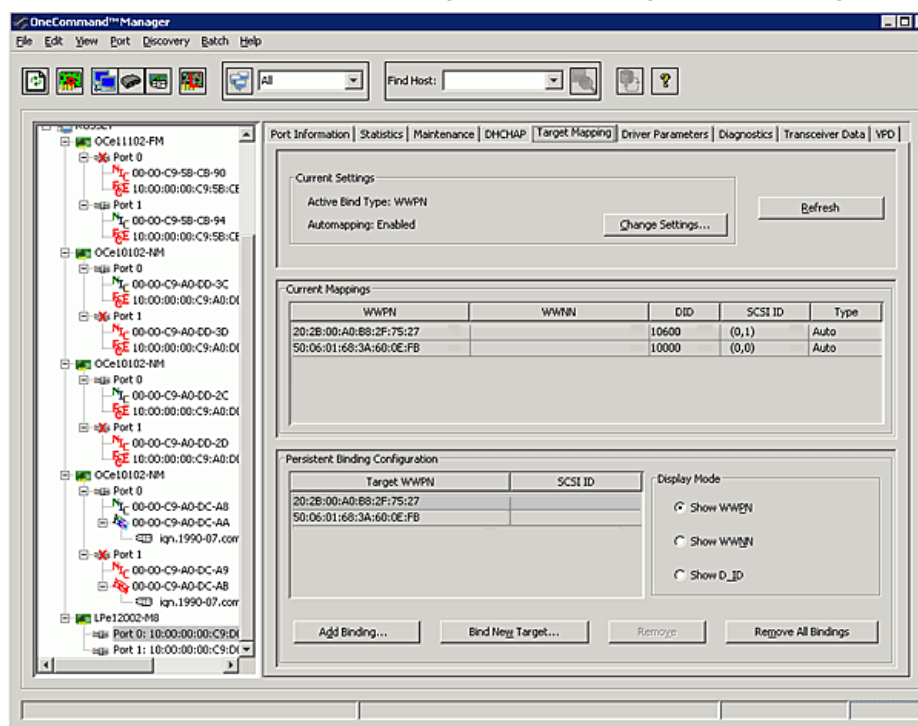 OneCommand™Manager
File Edit View Port Discovery Batch Help
All
Find Host:
OCe11102-FM
Port 0
00-00-C9-5B-CB-90
10:00:00:00:C9:5B:CE
Port 1
00-00-C9-5B-CB-94
10:00:00:00:C9:5B:CE
OCe10102-NM
Port 0
00-00-C9-A0-DD-3C
10:00:00:00:C9:A0:D(
Port 1
00-00-C9-A0-DD-3D
10:00:00:00:C9:A0:D(
OCe10102-NM
Port 0
00-00-C9-A0-DD-2C
10:00:00:00:C9:A0:D(
Port 1
00-00-C9-A0-DD-2D
10:00:00:00:C9:A0:D(
OCe10102-NM
Port 0
00-00-C9-A0-DC-A8
00-00-C9-A0-DC-AA
iqn.1990-07.com
Port 1
00-00-C9-A0-DC-A9
00-00-C9-A0-DC-AB
iqn.1990-07.com
LPe12002-M8
Port 0: 10:00:00:00:C9:D(
Port 1: 10:00:00:00:C9:D(
Port Information Statistics Maintenance DHCHAP Target Mapping Driver Parameters Diagnostics Transceiver Data VPD
Current Settings
Active Bind Type: WWPN
Automapping: Enabled
Change Settings...
Refresh
Current Mappings
WWPN WWNN DID SCSI ID Type
20:2B:00:A0:B8:2F:75:27 10600 (0,1) Auto
50:06:01:68:3A:60:0E:FB 10000 (0,0) Auto
Persistent Binding Configuration
Target WWPN SCSI ID
20:2B:00:A0:B8:2F:75:27
50:06:01:68:3A:60:0E:FB
Display Mode
Show WWPN
Show WWNN
Show D_ID
Add Binding... Bind New Target... Remove Remove All Bindings